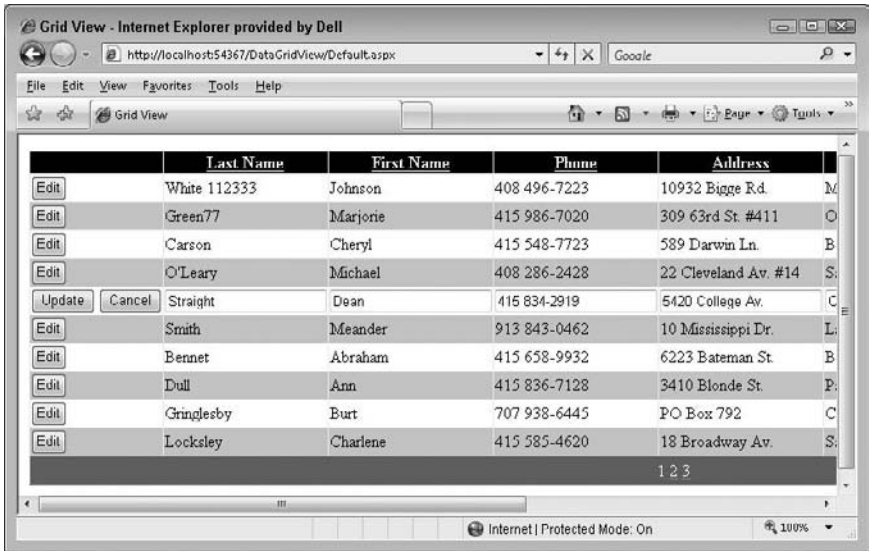 Grid View - Internet Explorer provided by Dell
http://localhost:54367/DataGridView/Default.aspx Google
File Edit View Favorites Tools Help
Grid View Page Tools
Last Name First Name Phone Address
Edit White 112333 Johnson 408 496-7223 10932 Bigge Rd. M
Edit Green77 Marjorie 415 986-7020 309 63rd St. #411 O
Edit Carson Cheryl 415 548-7723 589 Darwin Ln. B
Edit O'Leary Michael 408 286-2428 22 Cleveland Av. #14 S
Update Cancel Straight Dean 415 834-2919 5420 College Av. C
Edit Smith Meander 913 843-0462 10 Mississippi Dr. L
Edit Bennet Abraham 415 658-9932 6223 Bateman St. B
Edit Dull Ann 415 836-7128 3410 Blonde St. P
Edit Gringlesby Burt 707 938-6445 PO Box 792 C
Edit Locksley Charlene 415 585-4620 18 Broadway Av. S
1 2 3
Internet | Protected Mode: On 100%